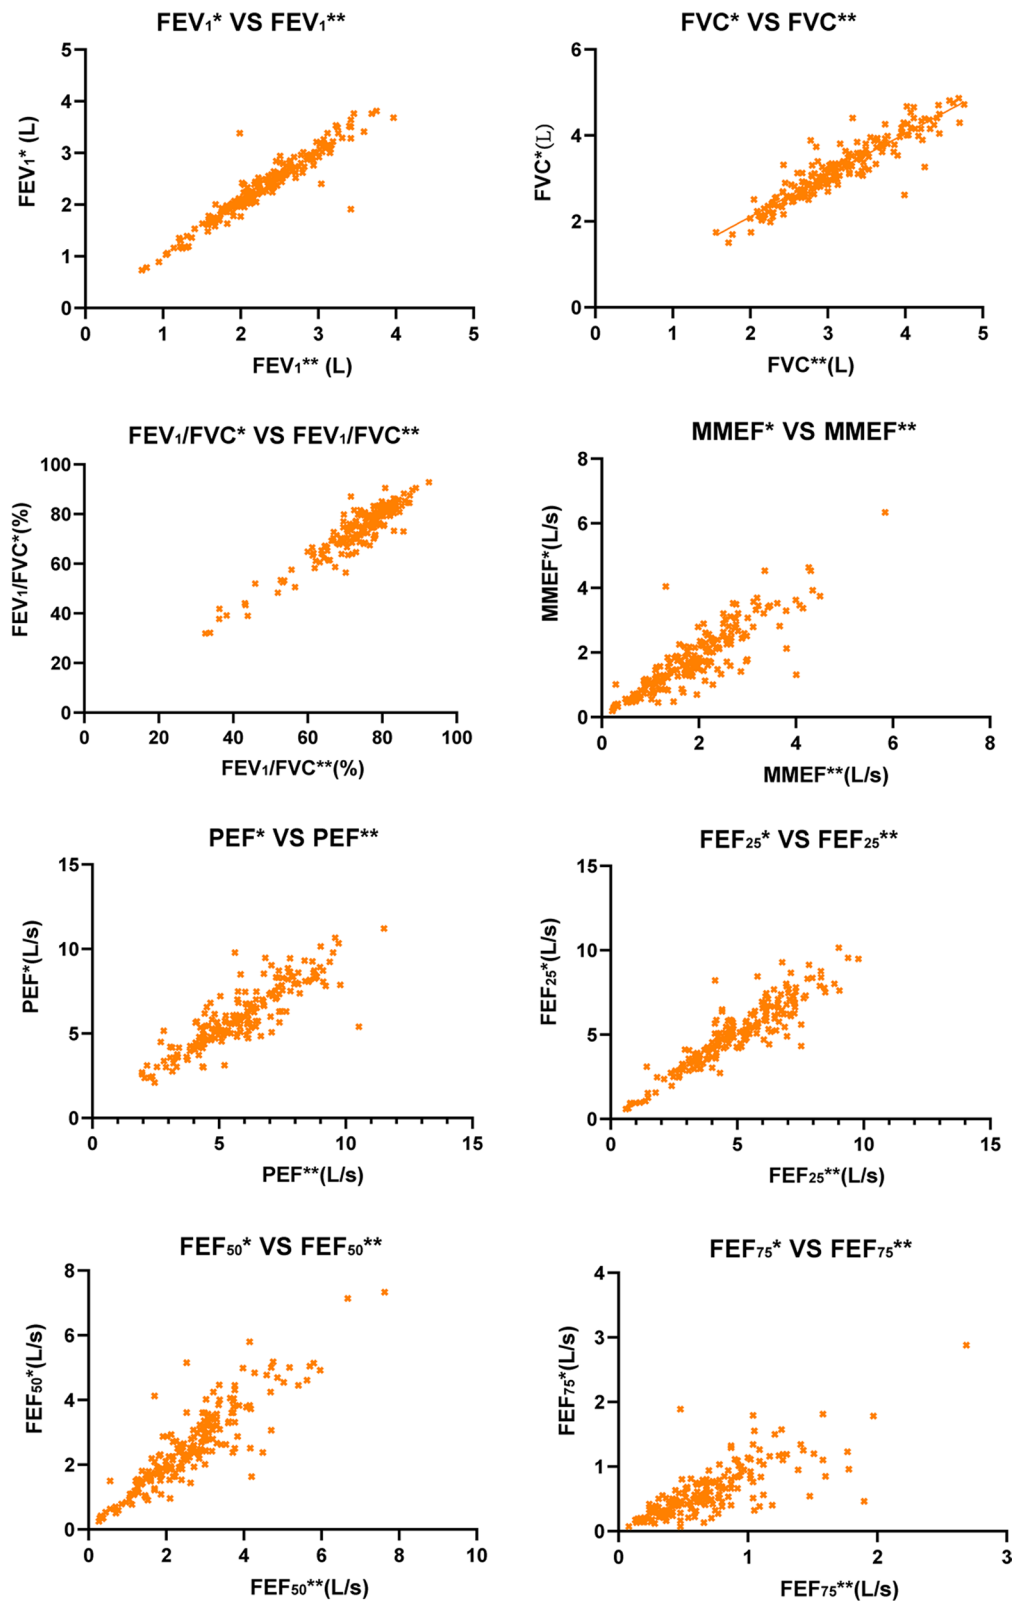 FEV₁* VS FEV₁**
5
4
3
2
1
0
FEV₁* (L)
0 1 2 3 4 5
FEV₁** (L)
FVC* VS FVC**
6
4
2
0
FVC*(L)
0 1 2 3 4 5
FVC**(L)
FEV₁/FVC* VS FEV₁/FVC**
100
80
60
40
20
0
FEV₁/FVC*(%)
0 20 40 60 80 100
FEV₁/FVC**(%)
MMEF* VS MMEF**
8
6
4
2
0
MMEF*(L/s)
0 2 4 6 8
MMEF**(L/s)
PEF* VS PEF**
15
10
5
0
PEF*(L/s)
0 5 10 15
PEF**(L/s)
FEF₂₅* VS FEF₂₅**
15
10
5
0
FEF₂₅*(L/s)
0 5 10 15
FEF₂₅**(L/s)
FEF₅₀* VS FEF₅₀**
8
6
4
2
0
FEF₅₀*(L/s)
0 2 4 6 8 10
FEF₅₀**(L/s)
FEF₇₅* VS FEF₇₅**
4
3
2
1
0
FEF₇₅*(L/s)
0 1 2 3
FEF₇₅**(L/s)